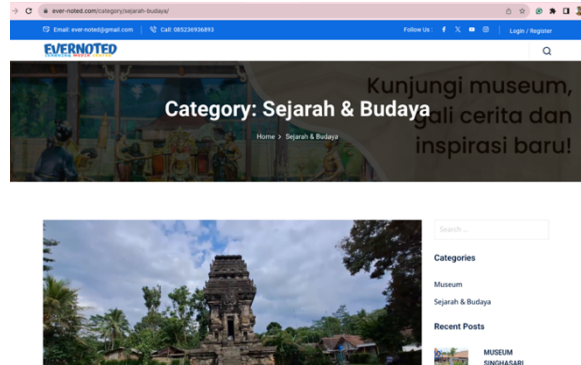 ever-noted.com/category/sejarah-budaya/
Email: ever-noted@gmail.com
Call: 085236936893
Follow Us :
Login / Register
EVERNOTED
Kunjungi museum,
gali cerita dan
inspirasi baru!
Category: Sejarah & Budaya
Home > Sejarah & Budaya
Search ...
Categories
Museum
Sejarah & Budaya
Recent Posts
MUSEUM
SINGHASARI